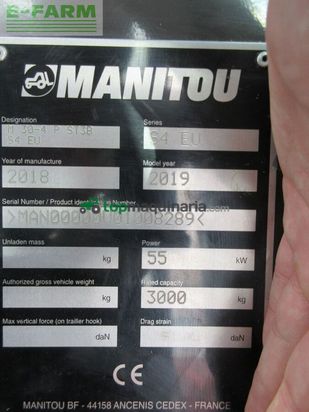 E-FARM
MANITOU
Designation Series
M 30-4 P ST3B S4 EU
S4 EU
Year of manufacture Model year
2018 2019
Serial Number / Product identification Number
topmaquinaria.com
Unladen mass Power
kg 55 kW
Authorized gross vehicle weight Rated capacity
kg 3000 kg
Max vertical force (on trailler hook) Drag strain
daN daN
CE
MANITOU BF - 44158 ANCENIS CEDEX - FRANCE